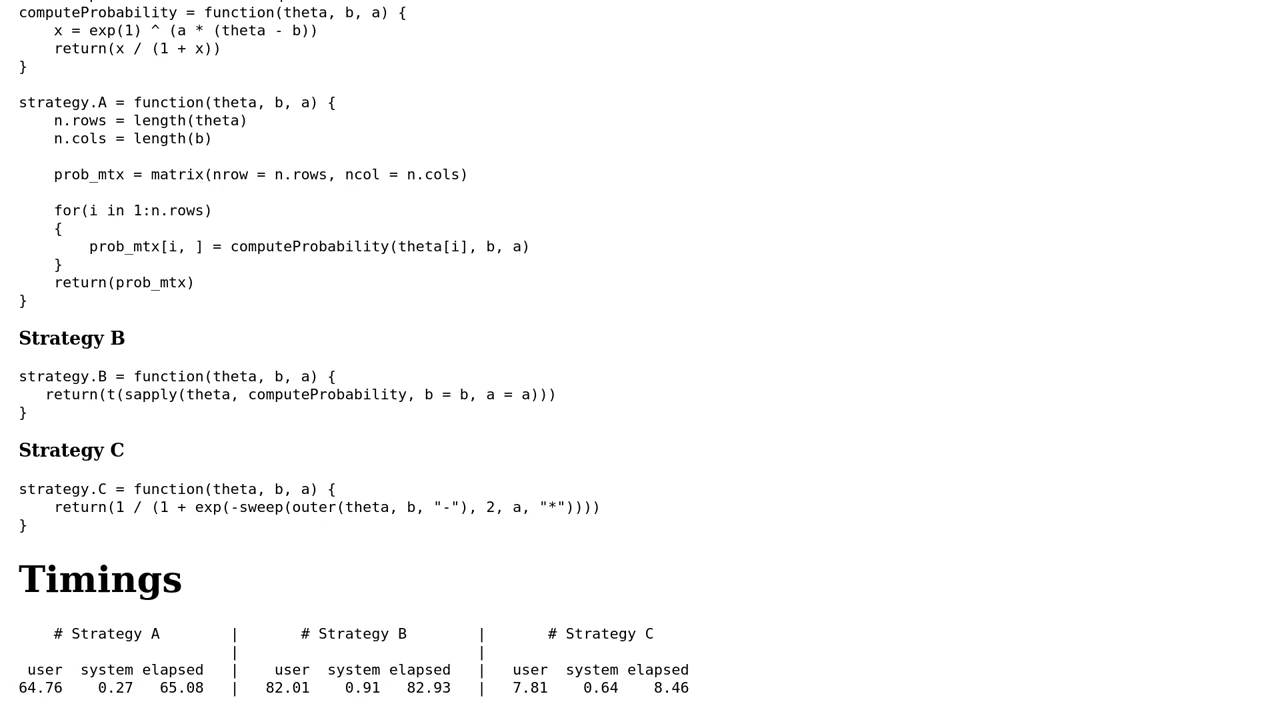 computeProbability = function(theta, b, a) {
    x = exp(1) ^ (a * (theta - b))
    return(x / (1 + x))
}

strategy.A = function(theta, b, a) {
    n.rows = length(theta)
    n.cols = length(b)

    prob_mtx = matrix(nrow = n.rows, ncol = n.cols)

    for(i in 1:n.rows)
    {
        prob_mtx[i, ] = computeProbability(theta[i], b, a)
    }
    return(prob_mtx)
}
Strategy B
strategy.B = function(theta, b, a) {
   return(t(sapply(theta, computeProbability, b = b, a = a)))
}
Strategy C
strategy.C = function(theta, b, a) {
    return(1 / (1 + exp(-sweep(outer(theta, b, "-"), 2, a, "*"))))
}
Timings
    # Strategy A        |       # Strategy B        |       # Strategy C
                        |                           |
 user  system elapsed   |    user  system elapsed   |   user  system elapsed
64.76    0.27   65.08   |   82.01    0.91   82.93   |   7.81    0.64    8.46